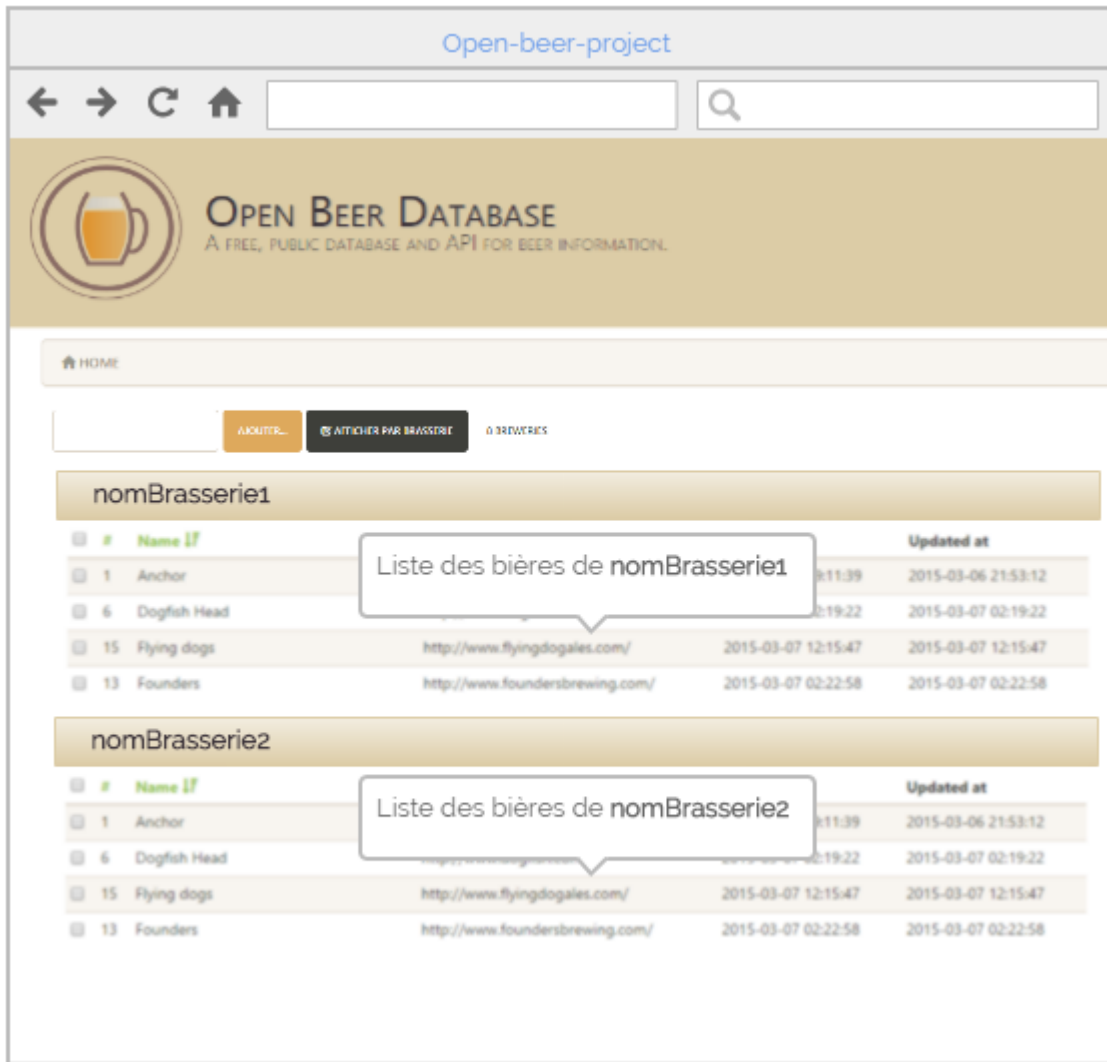 Open-beer-project
OPEN BEER DATABASE
A FREE, PUBLIC DATABASE AND API FOR BEER INFORMATION.
HOME
AJOUTER... AFFICHER PAR BRASSERIE 0 BREWERIES
nomBrasserie1
# Name Updated at
Liste des bières de nomBrasserie1
1 Anchor 2015-03-06 21:53:12
6 Dogfish Head 2015-03-07 02:19:22
15 Flying dogs http://www.flyingdogales.com/ 2015-03-07 12:15:47 2015-03-07 12:15:47
13 Founders http://www.foundersbrewing.com/ 2015-03-07 02:22:58 2015-03-07 02:22:58
nomBrasserie2
# Name Updated at
Liste des bières de nomBrasserie2
1 Anchor 2015-03-06 21:53:12
6 Dogfish Head 2015-03-07 02:19:22
15 Flying dogs http://www.flyingdogales.com/ 2015-03-07 12:15:47 2015-03-07 12:15:47
13 Founders http://www.foundersbrewing.com/ 2015-03-07 02:22:58 2015-03-07 02:22:58